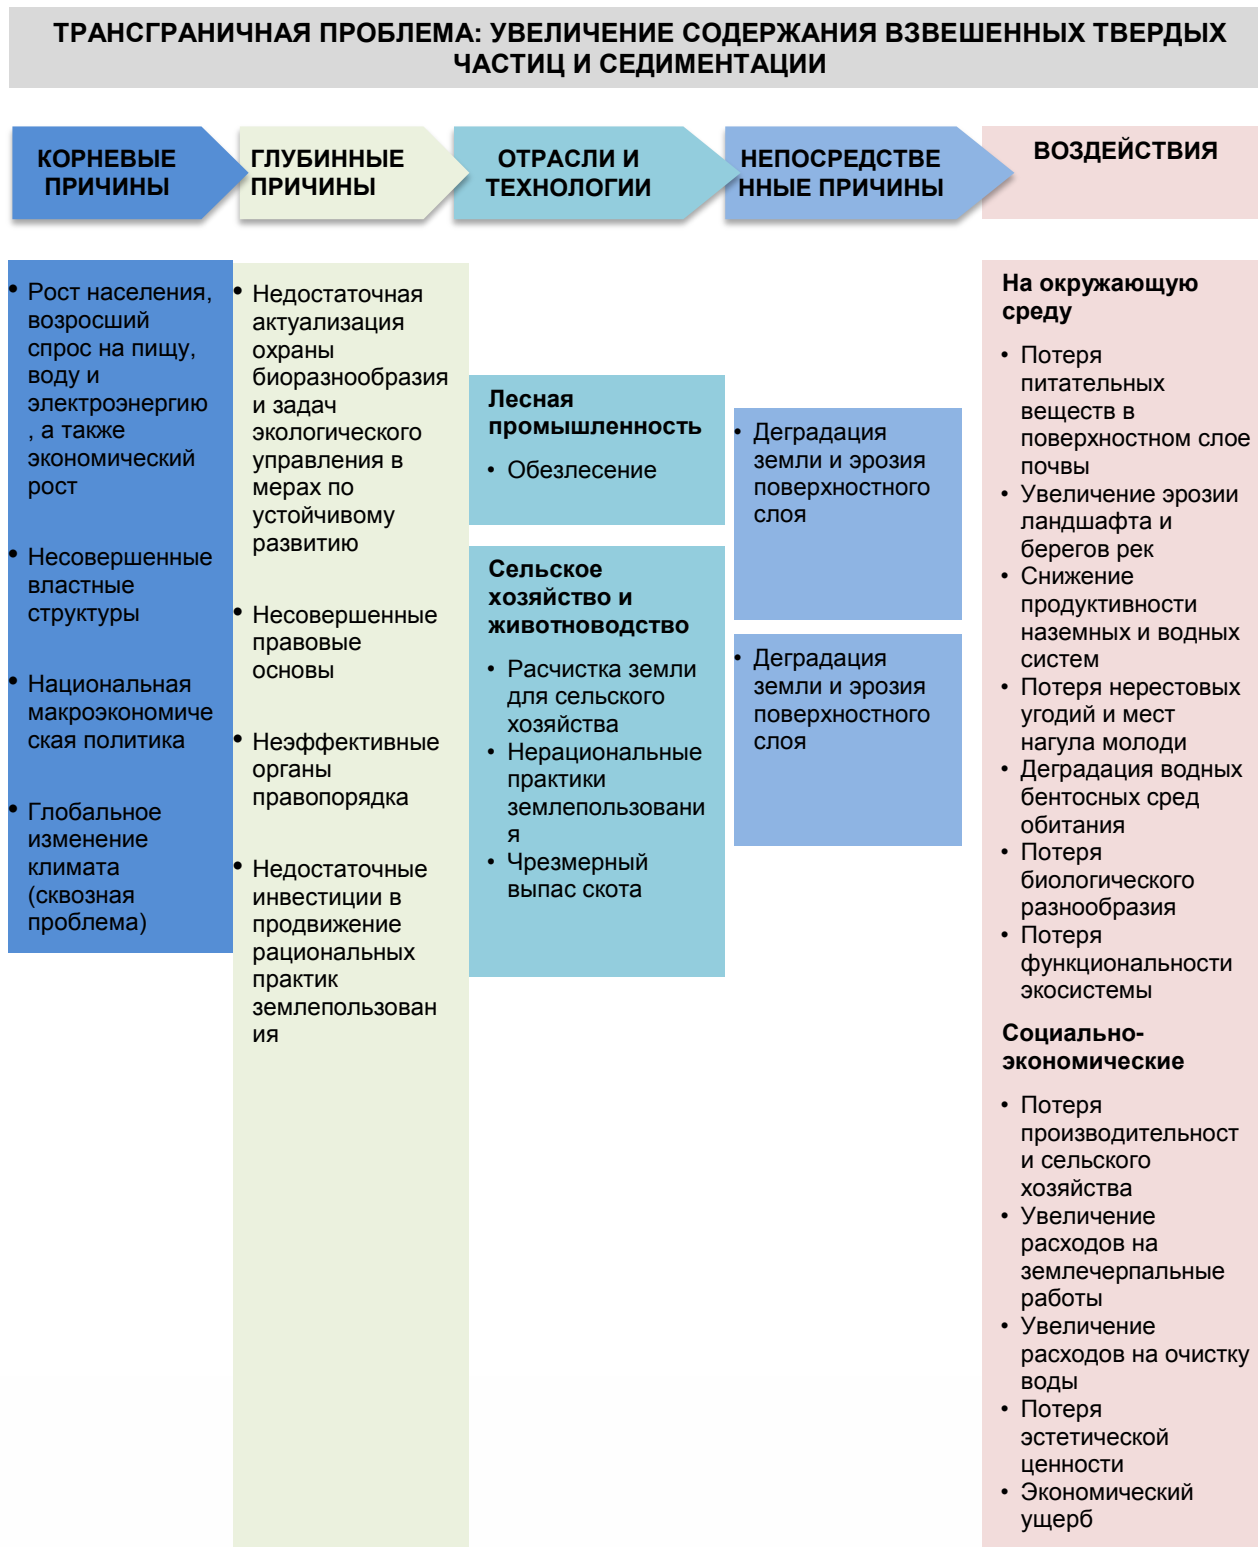 ТРАНСГРАНИЧНАЯ ПРОБЛЕМА: УВЕЛИЧЕНИЕ СОДЕРЖАНИЯ ВЗВЕШЕННЫХ ТВЕРДЫХ
ЧАСТИЦ И СЕДИМЕНТАЦИИ
КОРНЕВЫЕ
ПРИЧИНЫ
ГЛУБИННЫЕ
ПРИЧИНЫ
ОТРАСЛИ И
ТЕХНОЛОГИИ
НЕПОСРЕДСТВЕ
ННЫЕ ПРИЧИНЫ
ВОЗДЕЙСТВИЯ
• Рост населения,
возросший
спрос на пищу,
воду и
электроэнергию
, а также
экономический
рост
• Несовершенные
властные
структуры
• Национальная
макроэкономиче
ская политика
• Глобальное
изменение
климата
(сквозная
проблема)
• Недостаточная
актуализация
охраны
биоразнообразия
и задач
экологического
управления в
мерах по
устойчивому
развитию
• Несовершенные
правовые
основы
• Неэффективные
органы
правопорядка
• Недостаточные
инвестиции в
продвижение
рациональных
практик
землепользован
ия
Лесная
промышленность
• Обезлесение
Сельское
хозяйство и
животноводство
• Расчистка земли
для сельского
хозяйства
• Нерациональные
практики
землепользовани
я
• Чрезмерный
выпас скота
• Деградация
земли и эрозия
поверхностного
слоя
• Деградация
земли и эрозия
поверхностного
слоя
На окружающую
среду
• Потеря
питательных
веществ в
поверхностном слое
почвы
• Увеличение эрозии
ландшафта и
берегов рек
• Снижение
продуктивности
наземных и водных
систем
• Потеря нерестовых
угодий и мест
нагула молоди
• Деградация водных
бентосных сред
обитания
• Потеря
биологического
разнообразия
• Потеря
функциональности
экосистемы
Социально-
экономические
• Потеря
производительност
и сельского
хозяйства
• Увеличение
расходов на
землечерпальные
работы
• Увеличение
расходов на очистку
воды
• Потеря
эстетической
ценности
• Экономический
ущерб